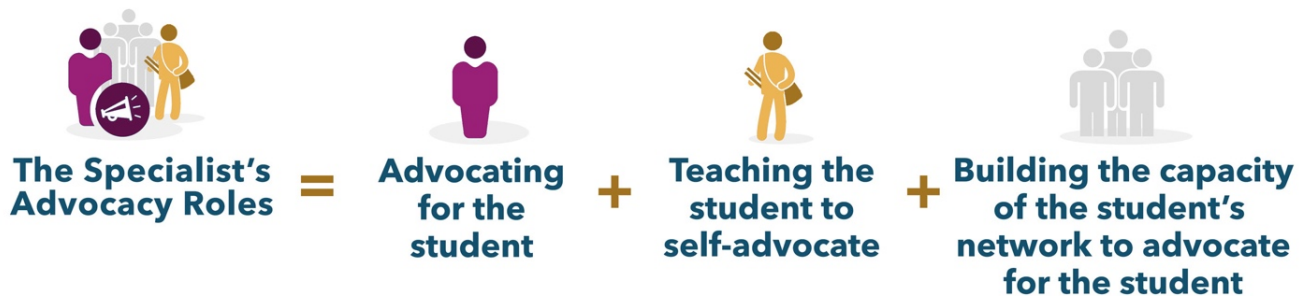 The Specialist's
Advocacy Roles
=
Advocating
for the
student
+
Teaching the
student to
self-advocate
+
Building the capacity
of the student's
network to advocate
for the student